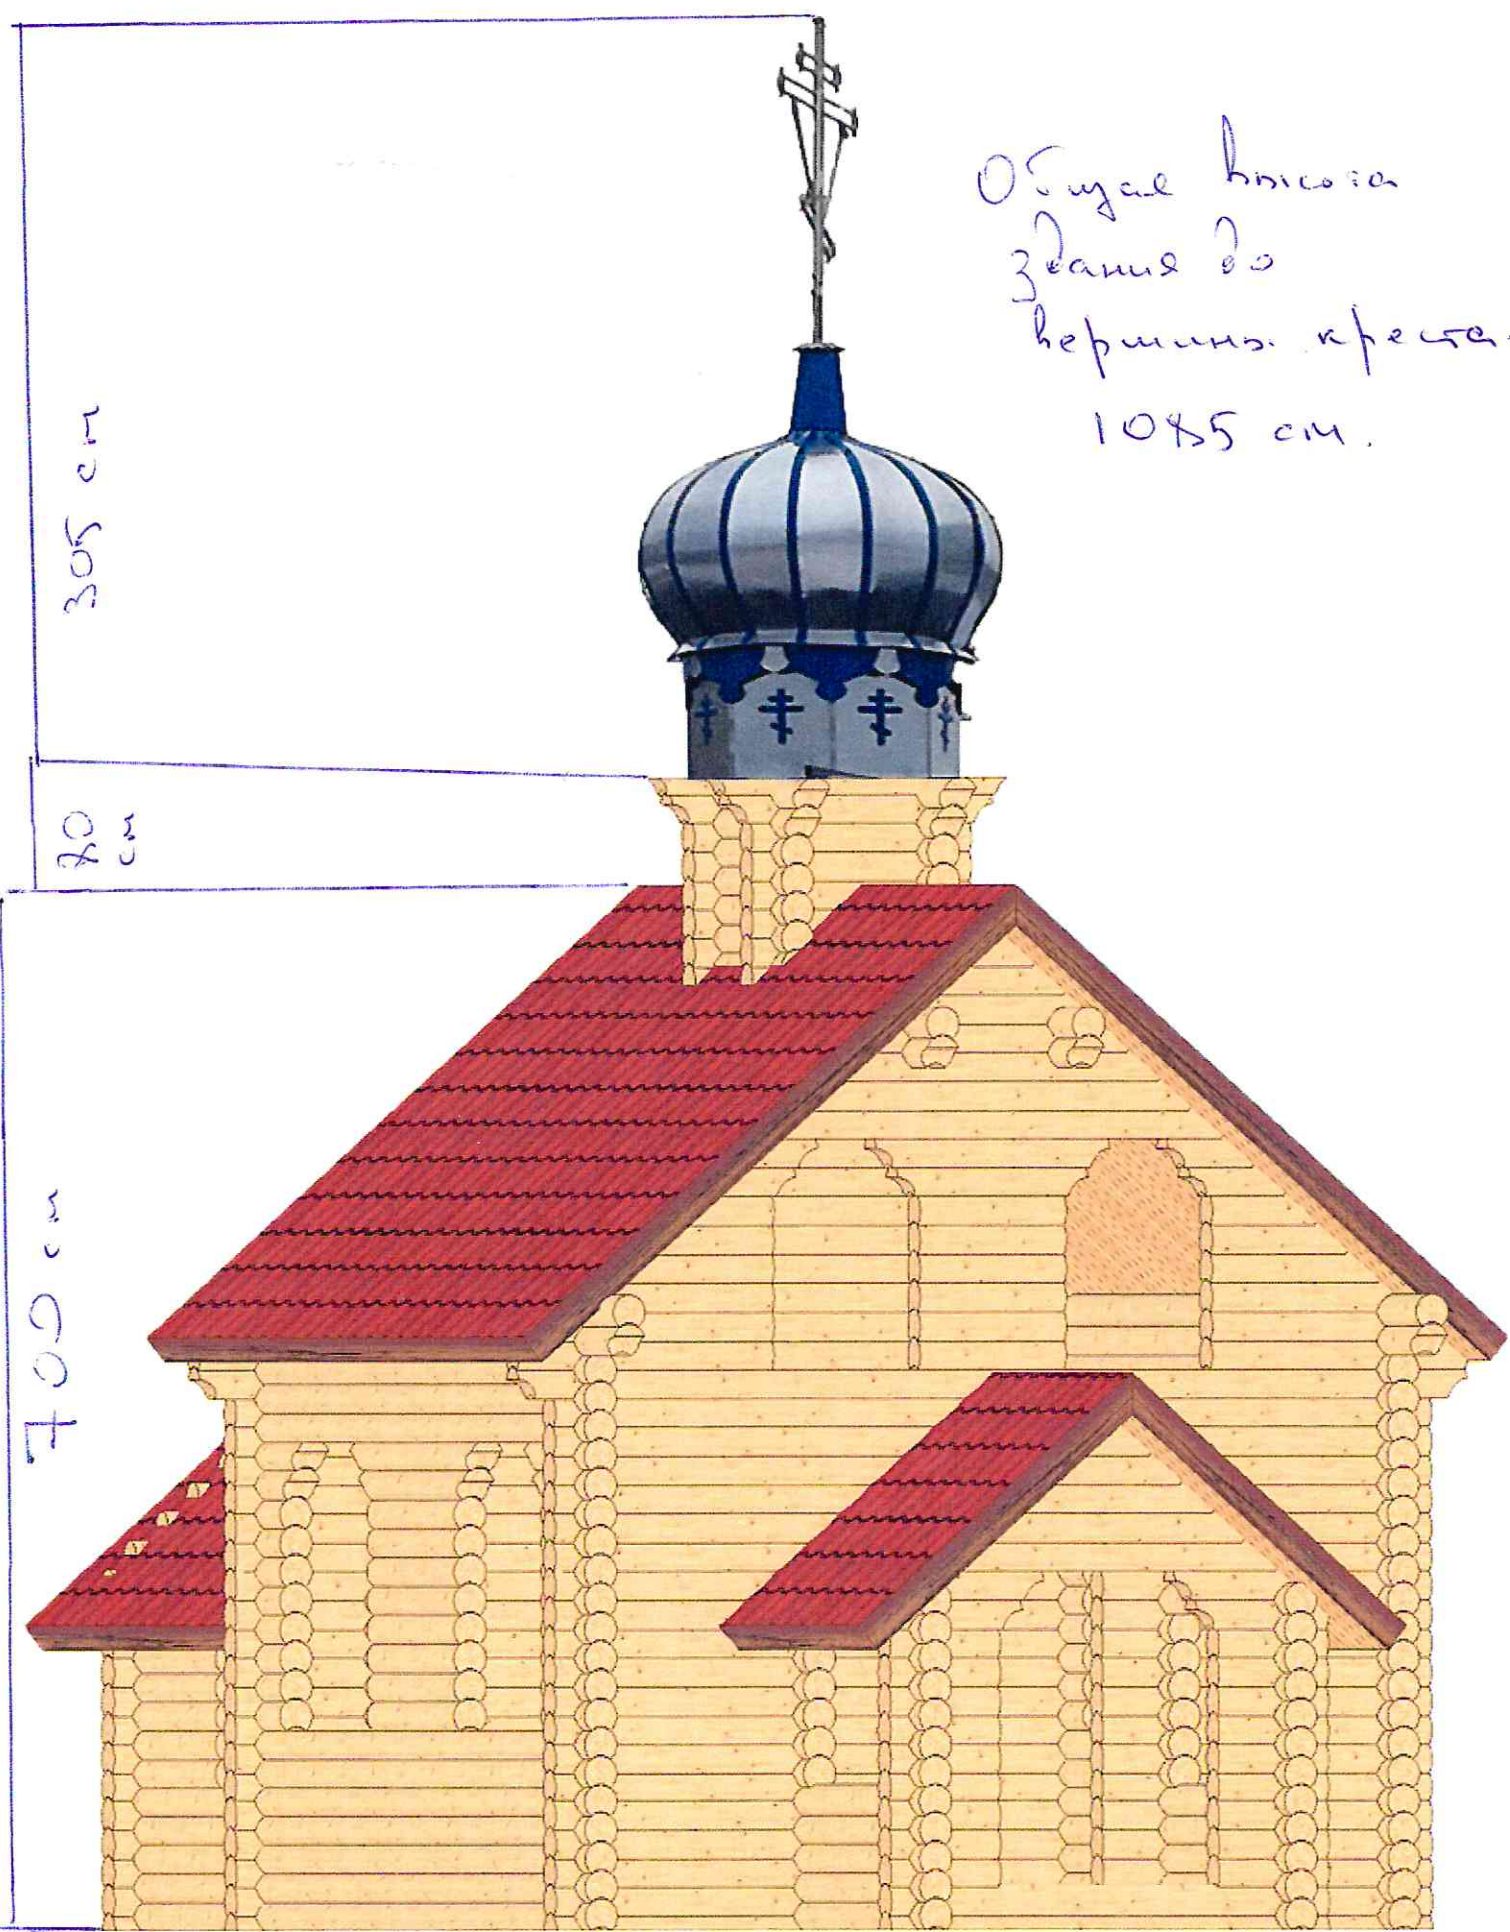 Общая высота
здания до
вершины креста.
1085 см.
305 см
80
см
700 см